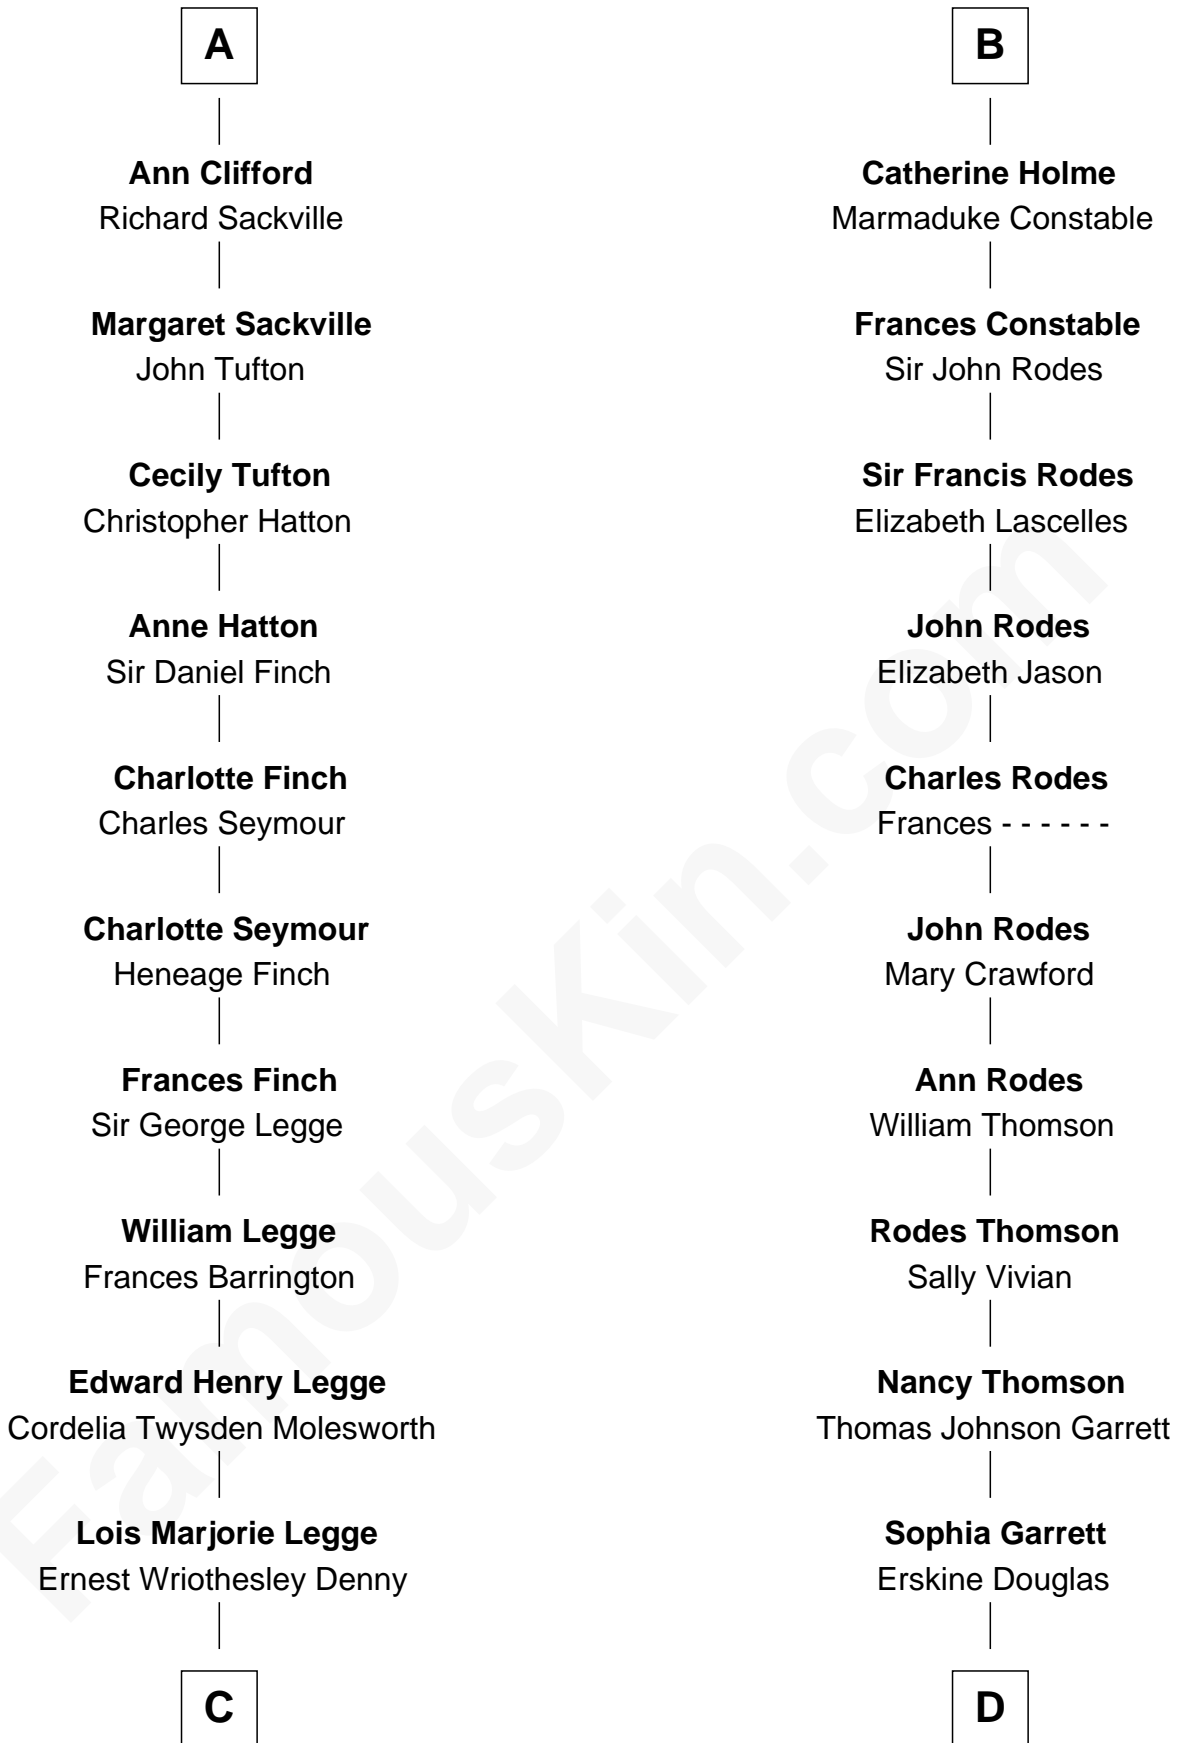 A
Ann Clifford
Richard Sackville
Margaret Sackville
John Tufton
Cecily Tufton
Christopher Hatton
Anne Hatton
Sir Daniel Finch
Charlotte Finch
Charles Seymour
Charlotte Seymour
Heneage Finch
Frances Finch
Sir George Legge
William Legge
Frances Barrington
Edward Henry Legge
Cordelia Twysden Molesworth
Lois Marjorie Legge
Ernest Wriothesley Denny
C
B
Catherine Holme
Marmaduke Constable
Frances Constable
Sir John Rodes
Sir Francis Rodes
Elizabeth Lascelles
John Rodes
Elizabeth Jason
Charles Rodes
Frances - - - - - -
John Rodes
Mary Crawford
Ann Rodes
William Thomson
Rodes Thomson
Sally Vivian
Nancy Thomson
Thomas Johnson Garrett
Sophia Garrett
Erskine Douglas
D
FamousKin.com